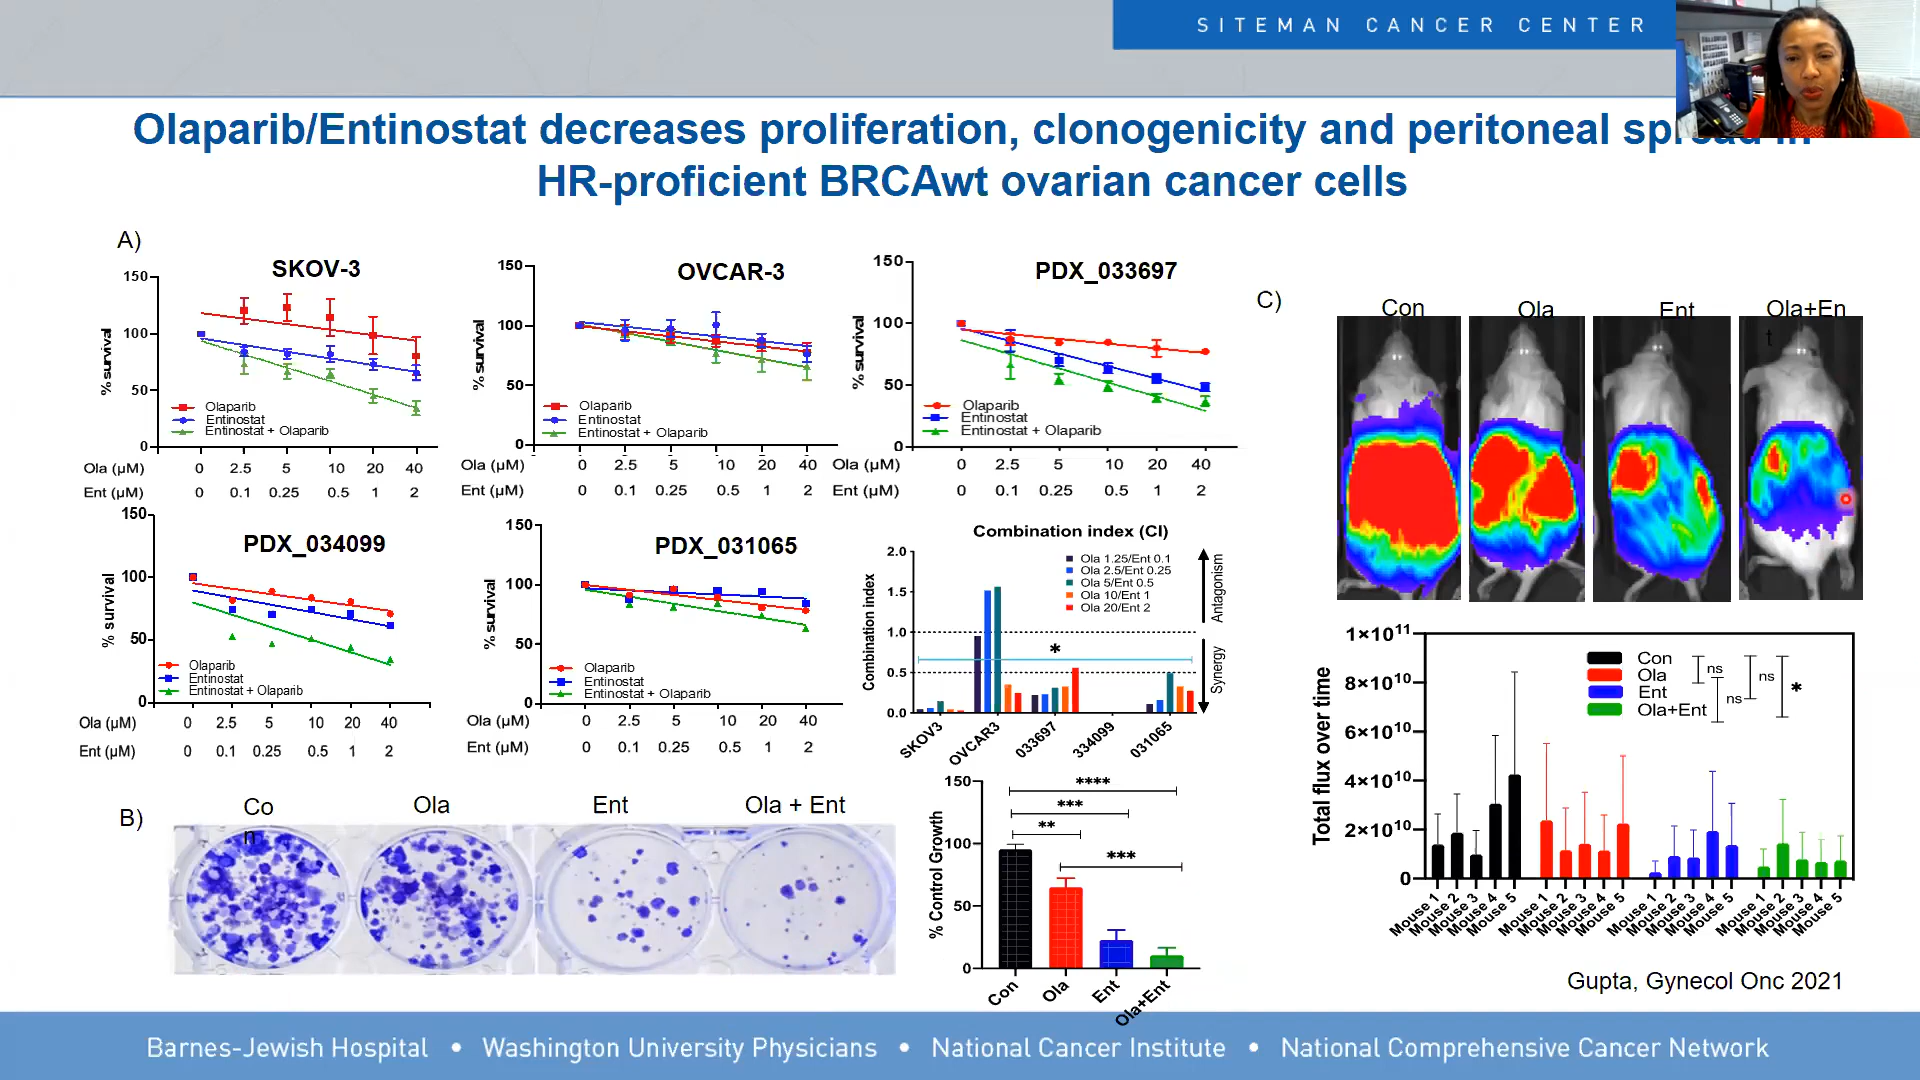 SITEMAN CANCER CENTER
Olaparib/Entinostat decreases proliferation, clonogenicity and peritoneal spread in
HR-proficient BRCAwt ovarian cancer cells
A)
SKOV-3
150
100
50
0
% survival
Olaparib
Entinostat
Entinostat + Olaparib
Ola (µM) 0 2.5 5 10 20 40
Ent (µM) 0 0.1 0.25 0.5 1 2
OVCAR-3
150
100
50
0
% survival
Olaparib
Entinostat
Entinostat + Olaparib
Ola (µM) 0 2.5 5 10 20 40
Ent (µM) 0 0.1 0.25 0.5 1 2
PDX_033697
150
100
50
0
% survival
Olaparib
Entinostat
Entinostat + Olaparib
Ola (µM) 0 2.5 5 10 20 40
Ent (µM) 0 0.1 0.25 0.5 1 2
PDX_034099
150
100
50
0
% survival
Olaparib
Entinostat
Entinostat + Olaparib
Ola (µM) 0 2.5 5 10 20 40
Ent (µM) 0 0.1 0.25 0.5 1 2
PDX_031065
150
100
50
0
% survival
Olaparib
Entinostat
Entinostat + Olaparib
Ola (µM) 0 2.5 5 10 20 40
Ent (µM) 0 0.1 0.25 0.5 1 2
Combination index (CI)
2.0
1.5
1.0
0.5
0.0
Combination index
Ola 1.25/Ent 0.1
Ola 2.5/Ent 0.25
Ola 5/Ent 0.5
Ola 10/Ent 1
Ola 20/Ent 2
*
Antagonism
Synergy
SKOV3 OVCAR3 033697 334099 031065
B)
Co
n
Ola
Ent
Ola + Ent
150
100
50
0
% Control Growth
****
***
**
***
Con Ola Ent Ola+Ent
C)
Con
Ola
Ent
Ola+En
t
1×10¹¹
8×10¹⁰
6×10¹⁰
4×10¹⁰
2×10¹⁰
0
Total flux over time
Con
Ola
Ent
Ola+Ent
ns
ns
ns
*
Mouse 1 Mouse 2 Mouse 3 Mouse 4 Mouse 5 Mouse 1 Mouse 2 Mouse 3 Mouse 4 Mouse 5 Mouse 1 Mouse 2 Mouse 3 Mouse 4 Mouse 5 Mouse 1 Mouse 2 Mouse 3 Mouse 4 Mouse 5
Gupta, Gynecol Onc 2021
Barnes-Jewish Hospital • Washington University Physicians • National Cancer Institute • National Comprehensive Cancer Network